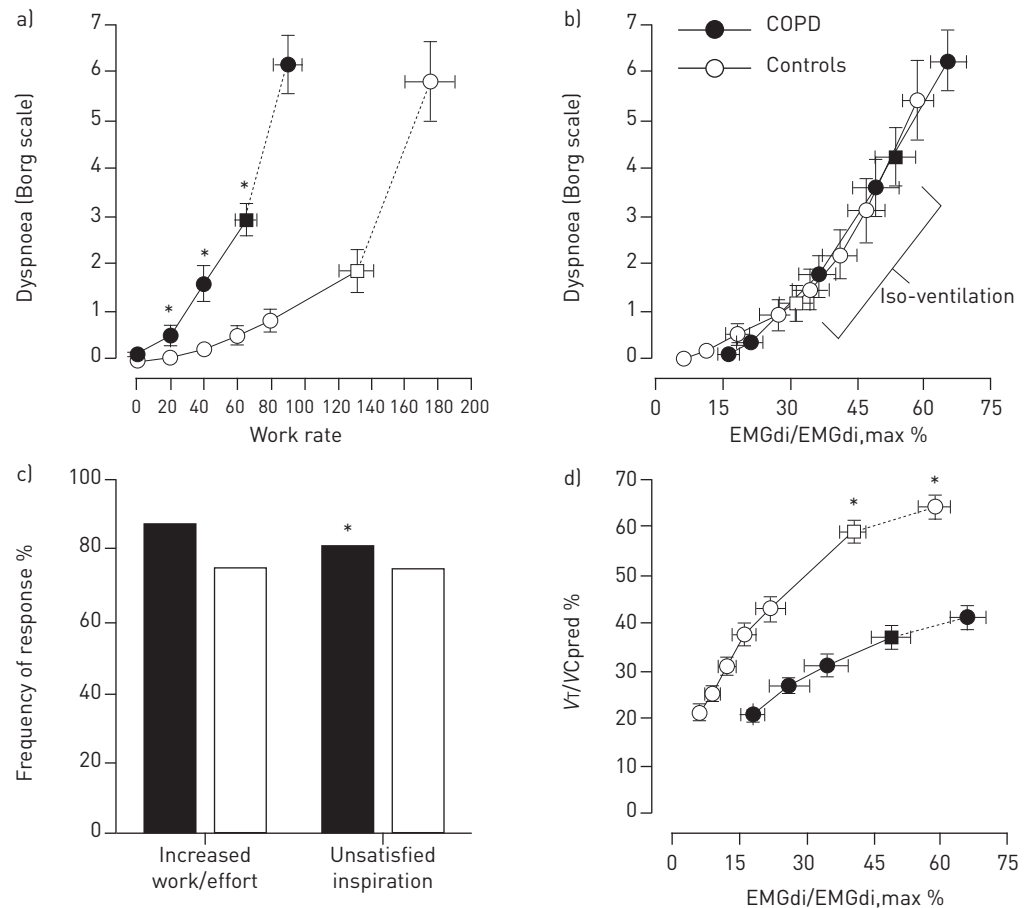 a)
Dyspnoea (Borg scale)
7
6
5
4
3
2
1
0
*
*
*
*
0 20 40 60 80 100 120 140 160 180 200
Work rate
b)
COPD
Controls
Dyspnoea (Borg scale)
7
6
5
4
3
2
1
0
Iso-ventilation
0 15 30 45 60 75
EMGdi/EMGdi,max %
c)
Frequency of response %
100
80
60
40
20
0
*
Increased
work/effort
Unsatisfied
inspiration
d)
VT/VCpred %
70
60
50
40
30
20
10
0
* *
0 15 30 45 60 75
EMGdi/EMGdi,max %